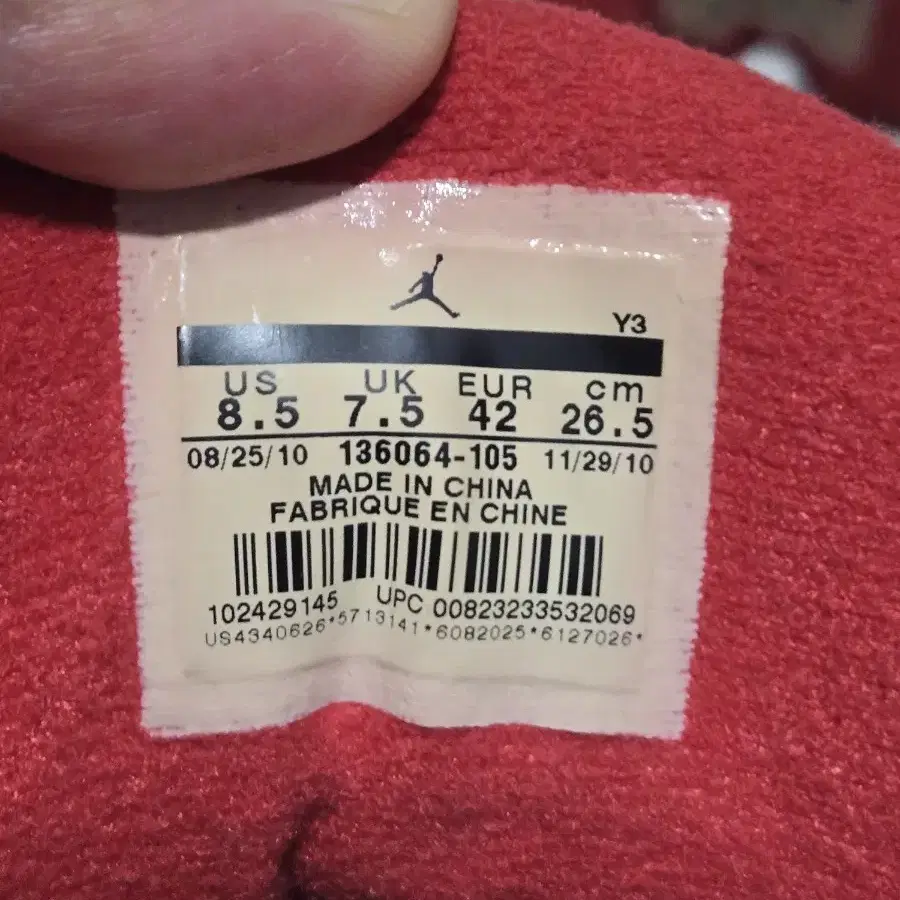 Y3
US UK EUR cm
8.5 7.5 42 26.5
08/25/10 136064-105 11/29/10
MADE IN CHINA
FABRIQUE EN CHINE
102429145 UPC 00823233532069
US4340626*5713141*6082025*6127026*